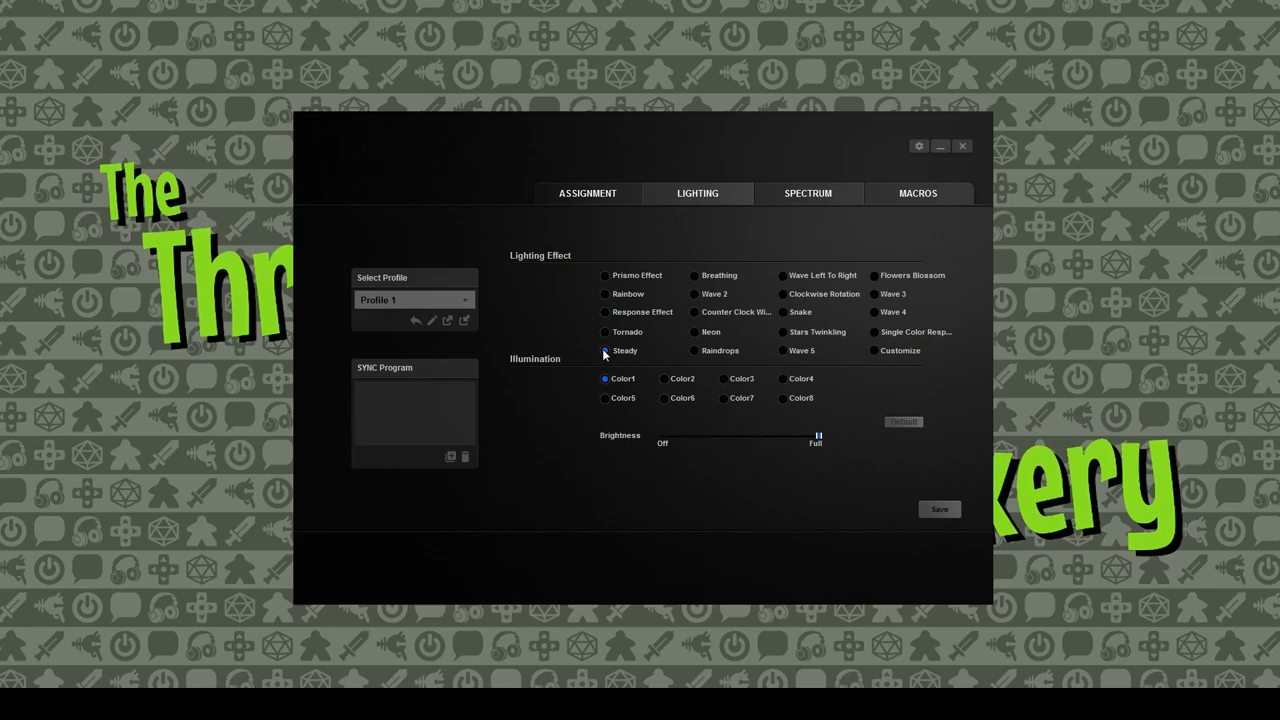 The
Thr
kery
ASSIGNMENT LIGHTING SPECTRUM MACROS
Select Profile
Profile 1
SYNC Program
Lighting Effect
Prismo Effect Breathing Wave Left To Right Flowers Blossom
Rainbow Wave 2 Clockwise Rotation Wave 3
Response Effect Counter Clock Wi... Snake Wave 4
Tornado Neon Stars Twinkling Single Color Resp...
Steady Raindrops Wave 5 Customize
Illumination
Color1 Color2 Color3 Color4
Color5 Color6 Color7 Color8
Default
Brightness
Off Full
Save